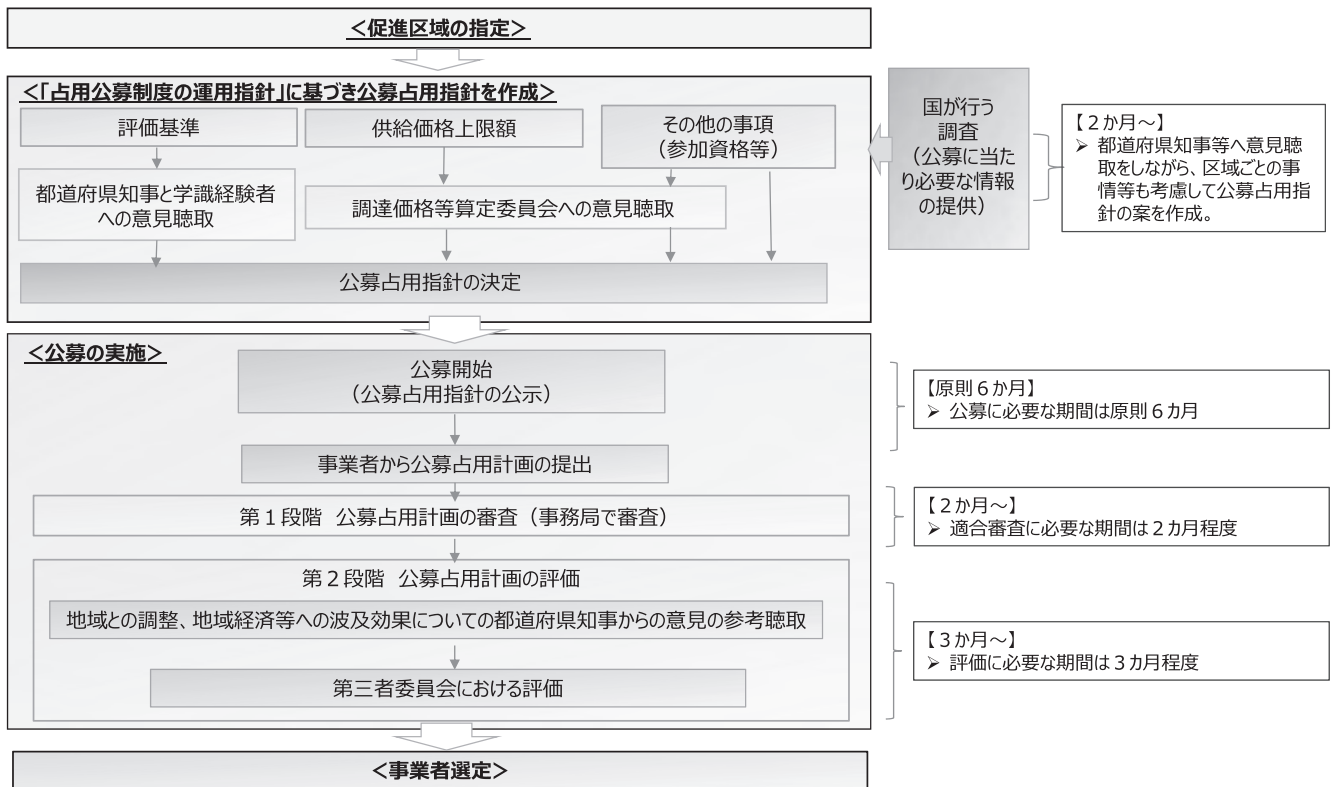 ＜促進区域の指定＞
＜「占用公募制度の運用指針」に基づき公募占用指針を作成＞
評価基準
供給価格上限額
その他の事項
（参加資格等）
都道府県知事と学識経験者
への意見聴取
調達価格等算定委員会への意見聴取
公募占用指針の決定
国が行う
調査
（公募に当た
り必要な情報
の提供）
【２か月～】
➢ 都道府県知事等へ意見聴
取をしながら、区域ごとの事
情等も考慮して公募占用指
針の案を作成。
＜公募の実施＞
公募開始
（公募占用指針の公示）
事業者から公募占用計画の提出
第１段階 公募占用計画の審査（事務局で審査）
第２段階 公募占用計画の評価
地域との調整、地域経済等への波及効果についての都道府県知事からの意見の参考聴取
第三者委員会における評価
【原則６か月】
➢ 公募に必要な期間は原則６カ月
【２か月～】
➢ 適合審査に必要な期間は２カ月程度
【３か月～】
➢ 評価に必要な期間は３カ月程度
＜事業者選定＞